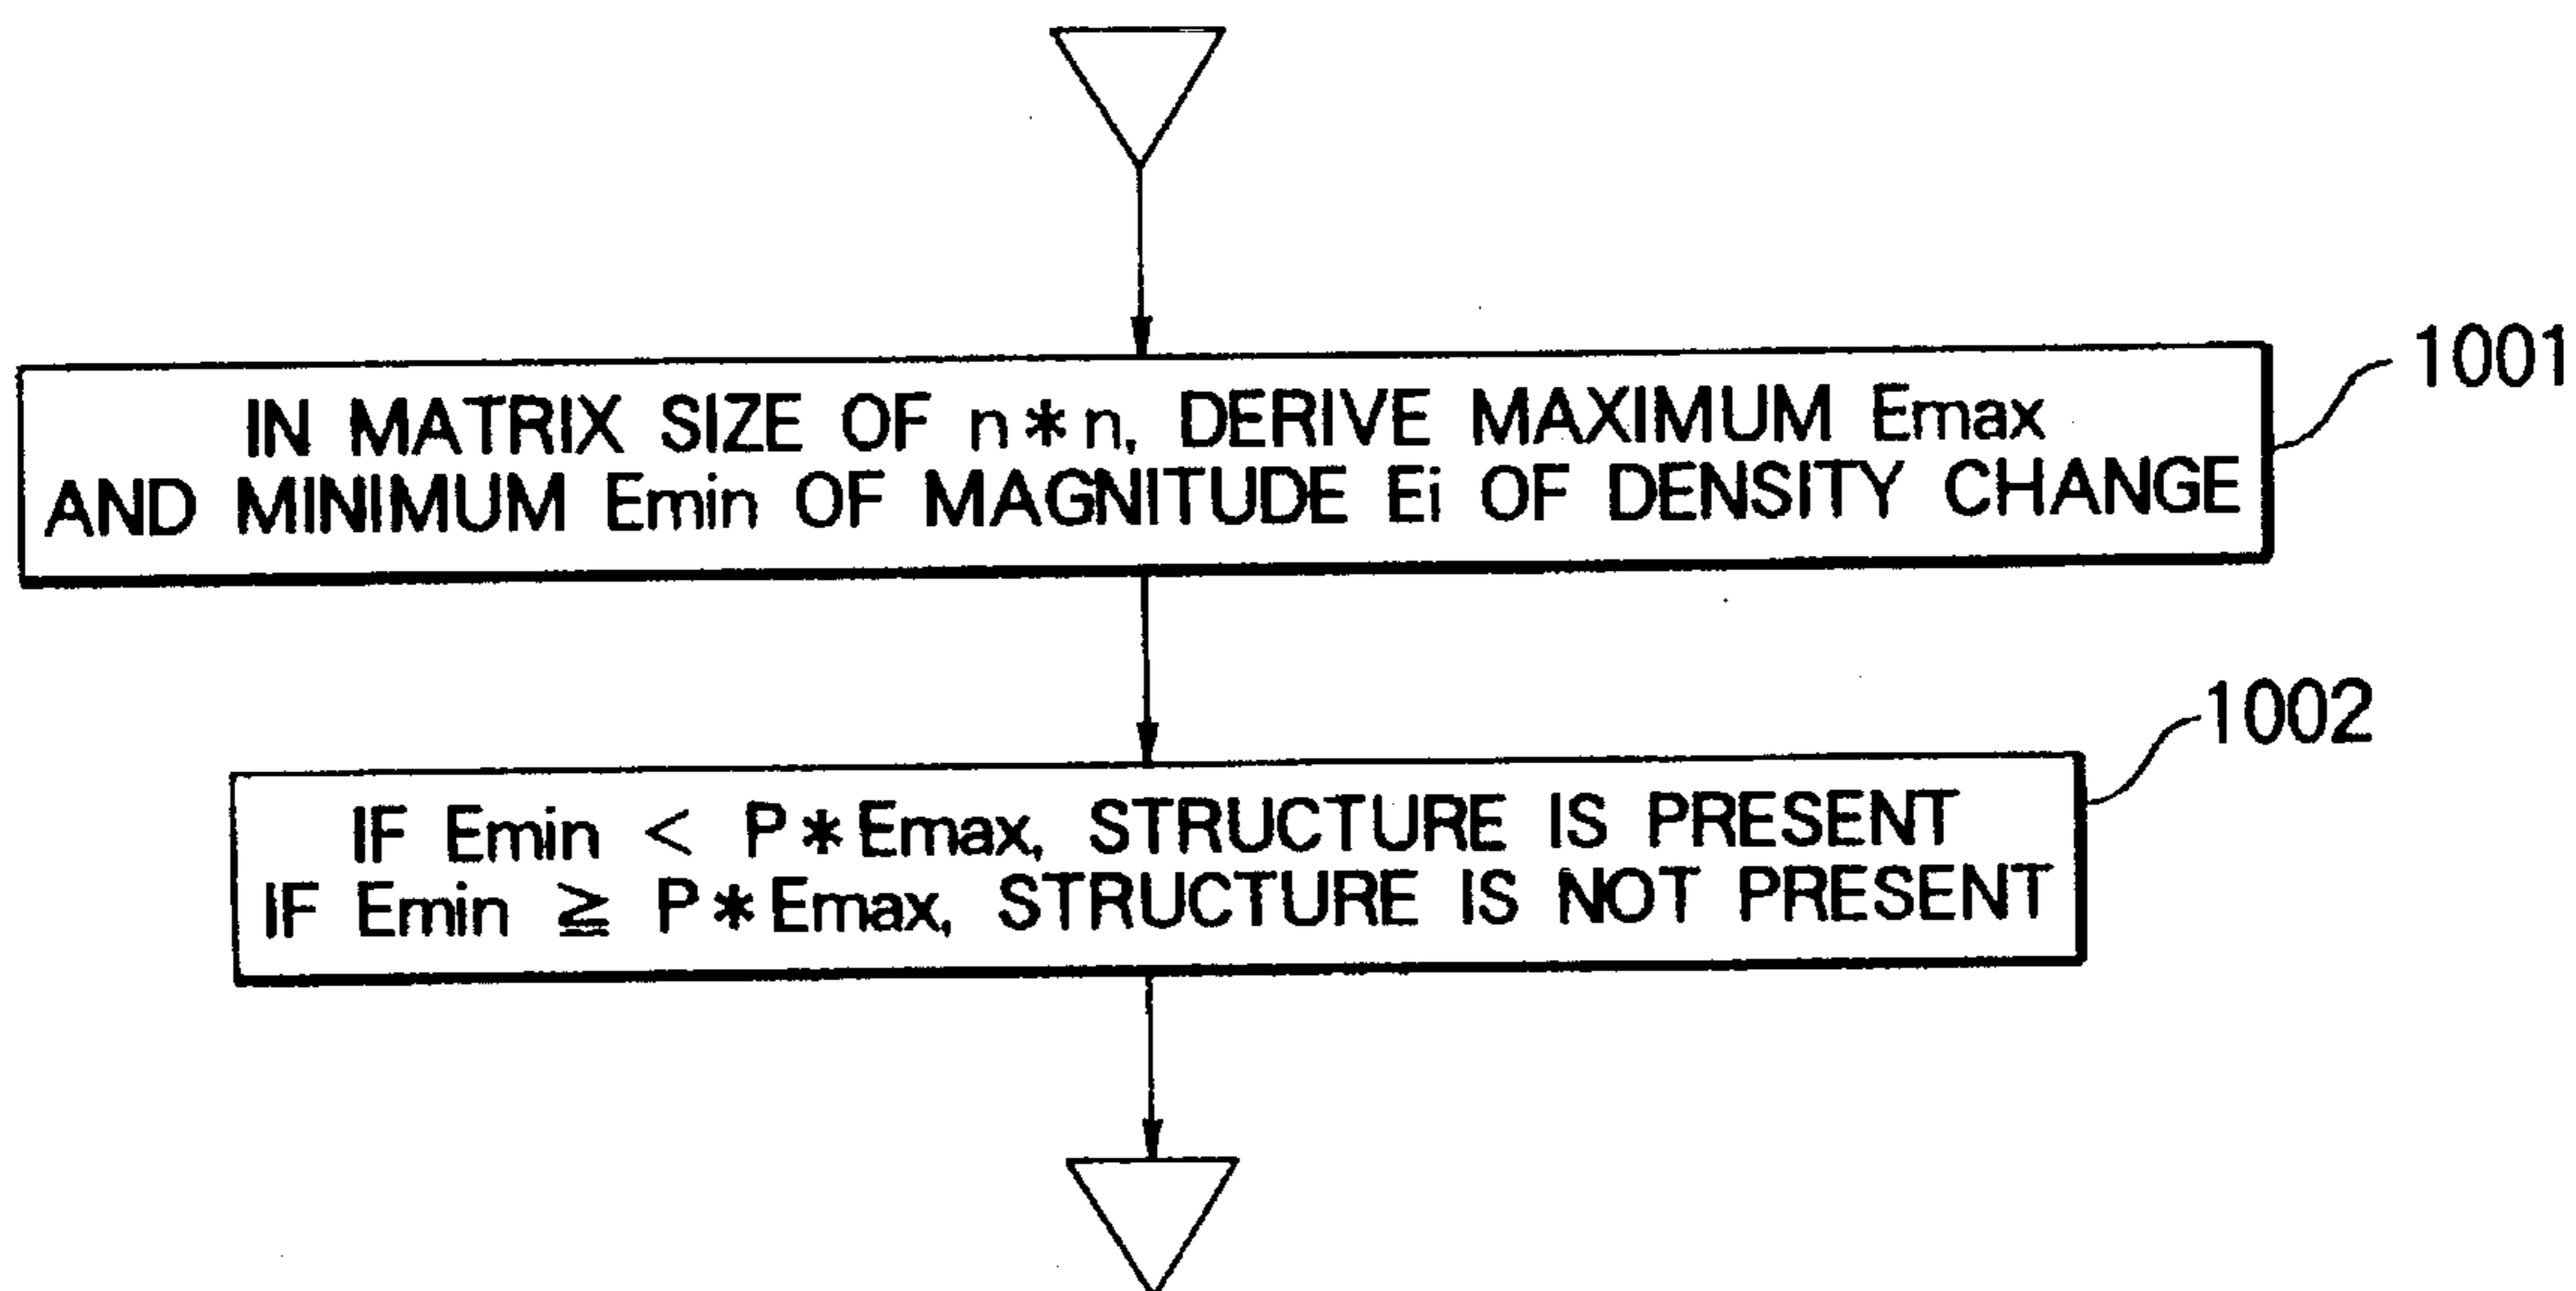 1001
IN MATRIX SIZE OF n*n, DERIVE MAXIMUM Emax
AND MINIMUM Emin OF MAGNITUDE Ei OF DENSITY CHANGE
1002
IF Emin < P*Emax, STRUCTURE IS PRESENT
IF Emin ≧ P*Emax, STRUCTURE IS NOT PRESENT